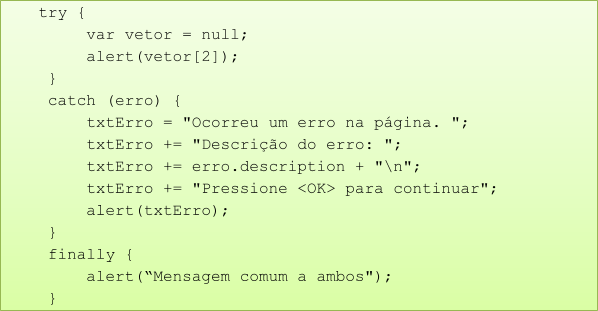 try {
var vetor = null;
alert(vetor[2]);
}
catch (erro) {
txtErro = "Ocorreu um erro na página. ";
txtErro += "Descrição do erro: ";
txtErro += erro.description + "\n";
txtErro += "Pressione <OK> para continuar";
alert(txtErro);
}
finally {
alert(“Mensagem comum a ambos");
}